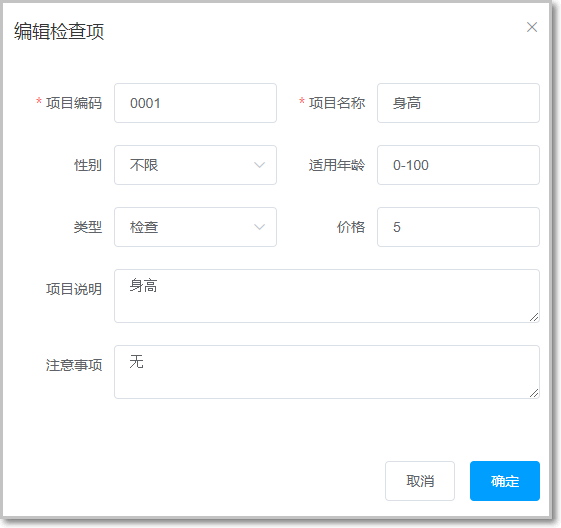 编辑检查项
* 项目编码 0001 * 项目名称 身高
性别 不限 适用年龄 0-100
类型 检查 价格 5
项目说明 身高
注意事项 无
取消 确定